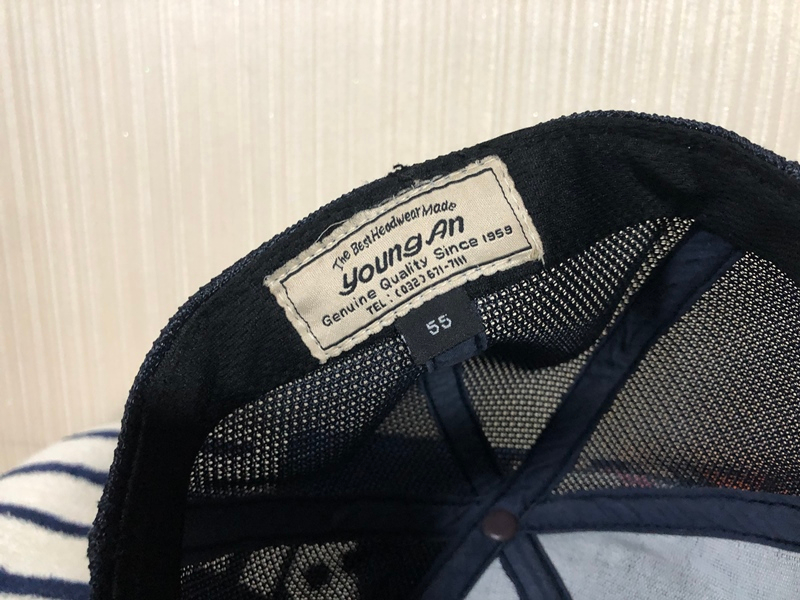 The Best Headwear Made
young An
Genuine Quality Since 1959
TEL : (032) 671-7111
55